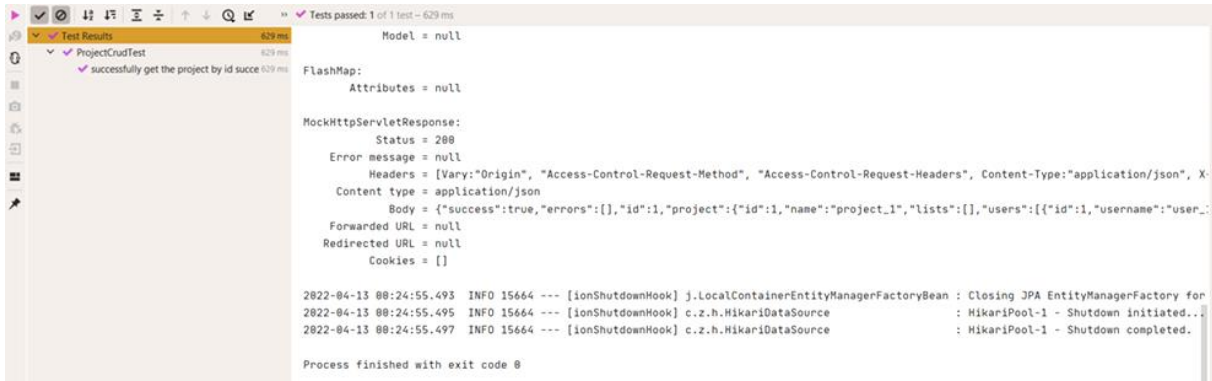 Tests passed: 1 of 1 test – 629 ms
Test Results 629 ms
ProjectCrudTest 629 ms
successfully get the project by id succe 629 ms
Model = null
FlashMap:
Attributes = null
MockHttpServletResponse:
Status = 200
Error message = null
Headers = [Vary:"Origin", "Access-Control-Request-Method", "Access-Control-Request-Headers", Content-Type:"application/json", X-
Content type = application/json
Body = {"success":true,"errors":[],"id":1,"project":{"id":1,"name":"project_1","lists":[],"users":[{"id":1,"username":"user_
Forwarded URL = null
Redirected URL = null
Cookies = []
2022-04-13 00:24:55.493 INFO 15664 --- [ionShutdownHook] j.LocalContainerEntityManagerFactoryBean : Closing JPA EntityManagerFactory for
2022-04-13 00:24:55.495 INFO 15664 --- [ionShutdownHook] c.z.h.HikariDataSource : HikariPool-1 - Shutdown initiated...
2022-04-13 00:24:55.497 INFO 15664 --- [ionShutdownHook] c.z.h.HikariDataSource : HikariPool-1 - Shutdown completed.
Process finished with exit code 0